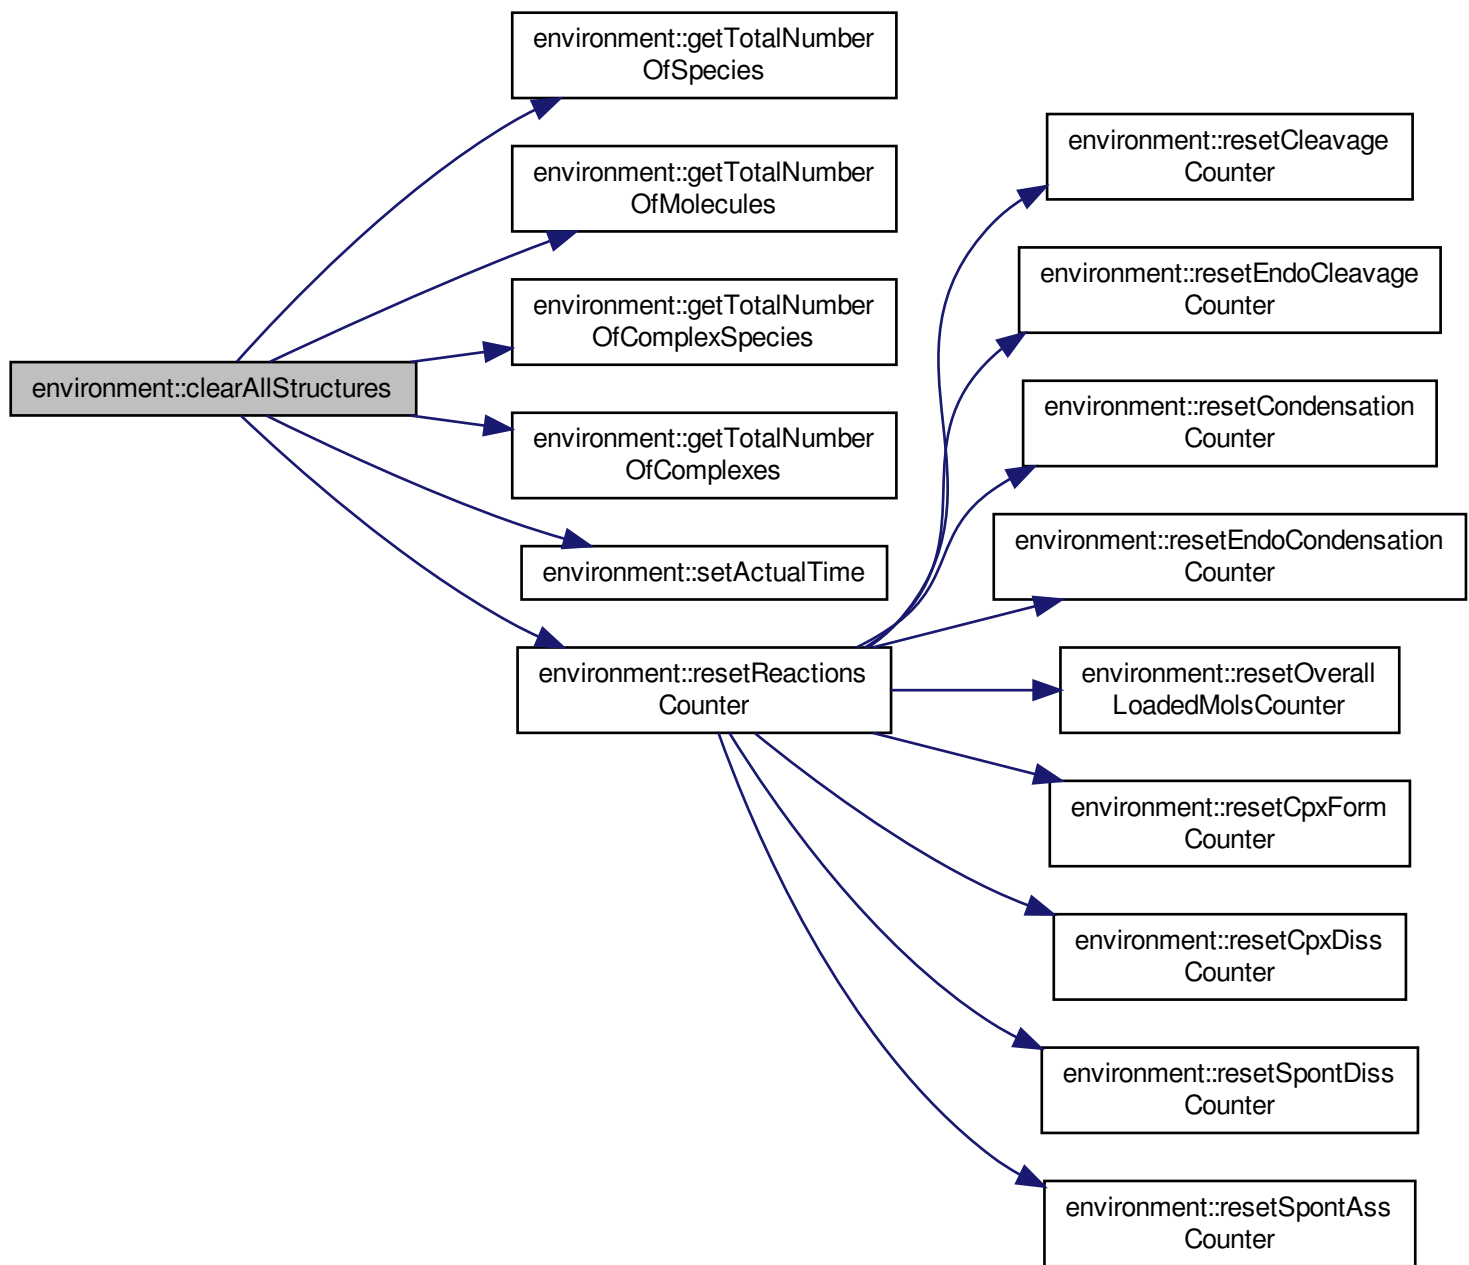 environment::clearAllStructures
environment::getTotalNumber
OfSpecies
environment::getTotalNumber
OfMolecules
environment::getTotalNumber
OfComplexSpecies
environment::getTotalNumber
OfComplexes
environment::setActualTime
environment::resetReactions
Counter
environment::resetCleavage
Counter
environment::resetEndoCleavage
Counter
environment::resetCondensation
Counter
environment::resetEndoCondensation
Counter
environment::resetOverall
LoadedMolsCounter
environment::resetCpxForm
Counter
environment::resetCpxDiss
Counter
environment::resetSpontDiss
Counter
environment::resetSpontAss
Counter